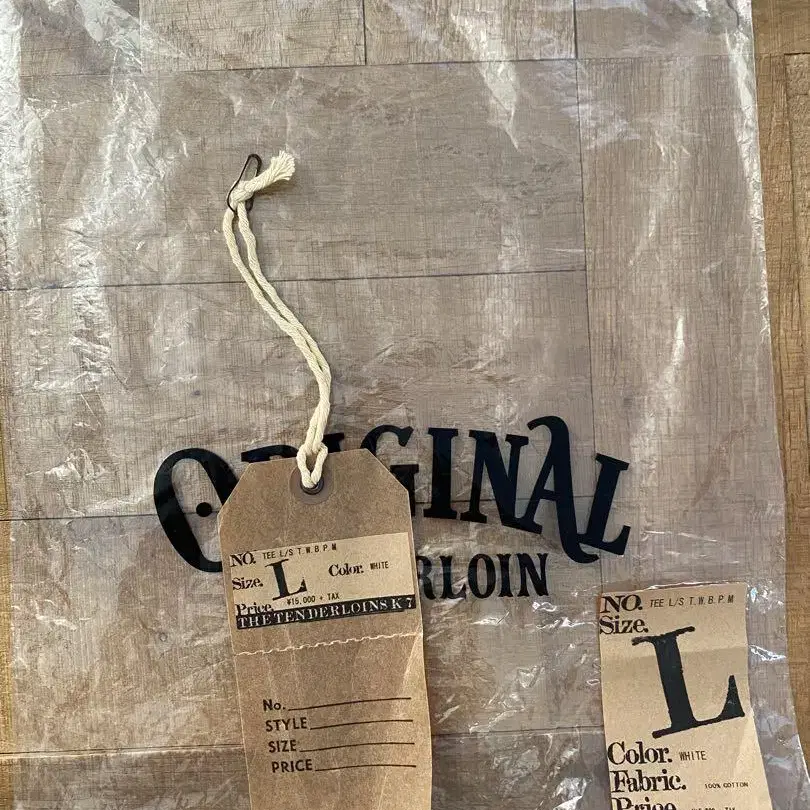 ORIGINAL
RLOIN
NO. TEE L/S T.W.B.P.M
Size. L Color. WHITE
Price. ¥15,000 + TAX
THE TENDERLOINS K7
No.
STYLE
SIZE
PRICE
NO. TEE L/S T.W.B.P.M
Size.
L
Color. WHITE
Fabric. 100% COTTON
Price.